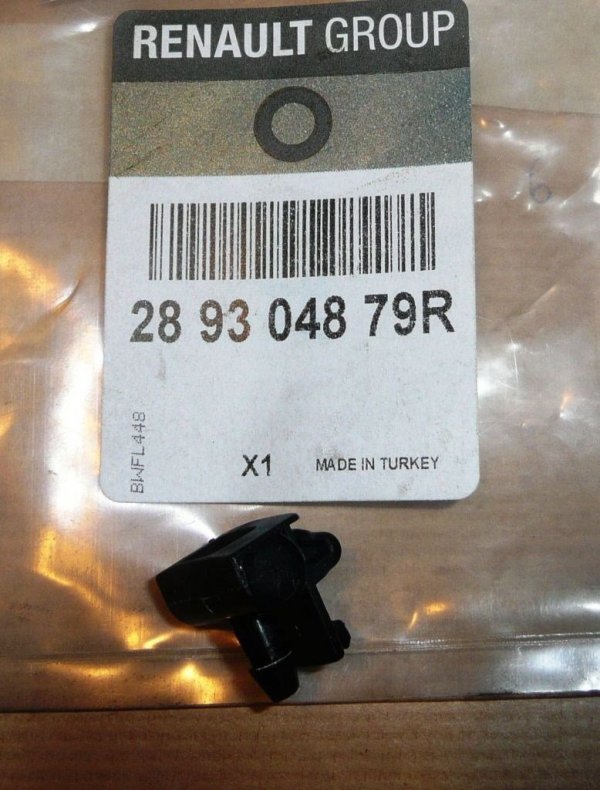 RENAULT GROUP
28 93 048 79R
BWFL448
X1 MADE IN TURKEY